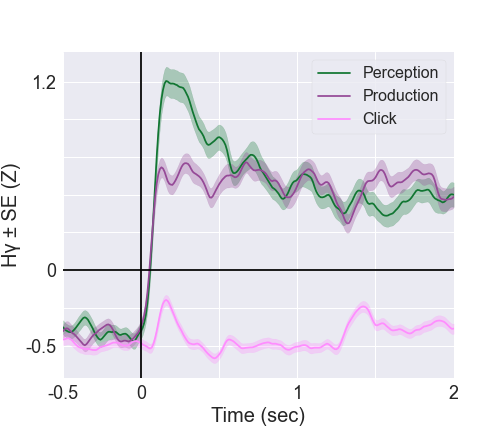 Perception
Production
Click
Hγ ± SE (Z)
1.2
0
-0.5
-0.5
0
1
2
Time (sec)